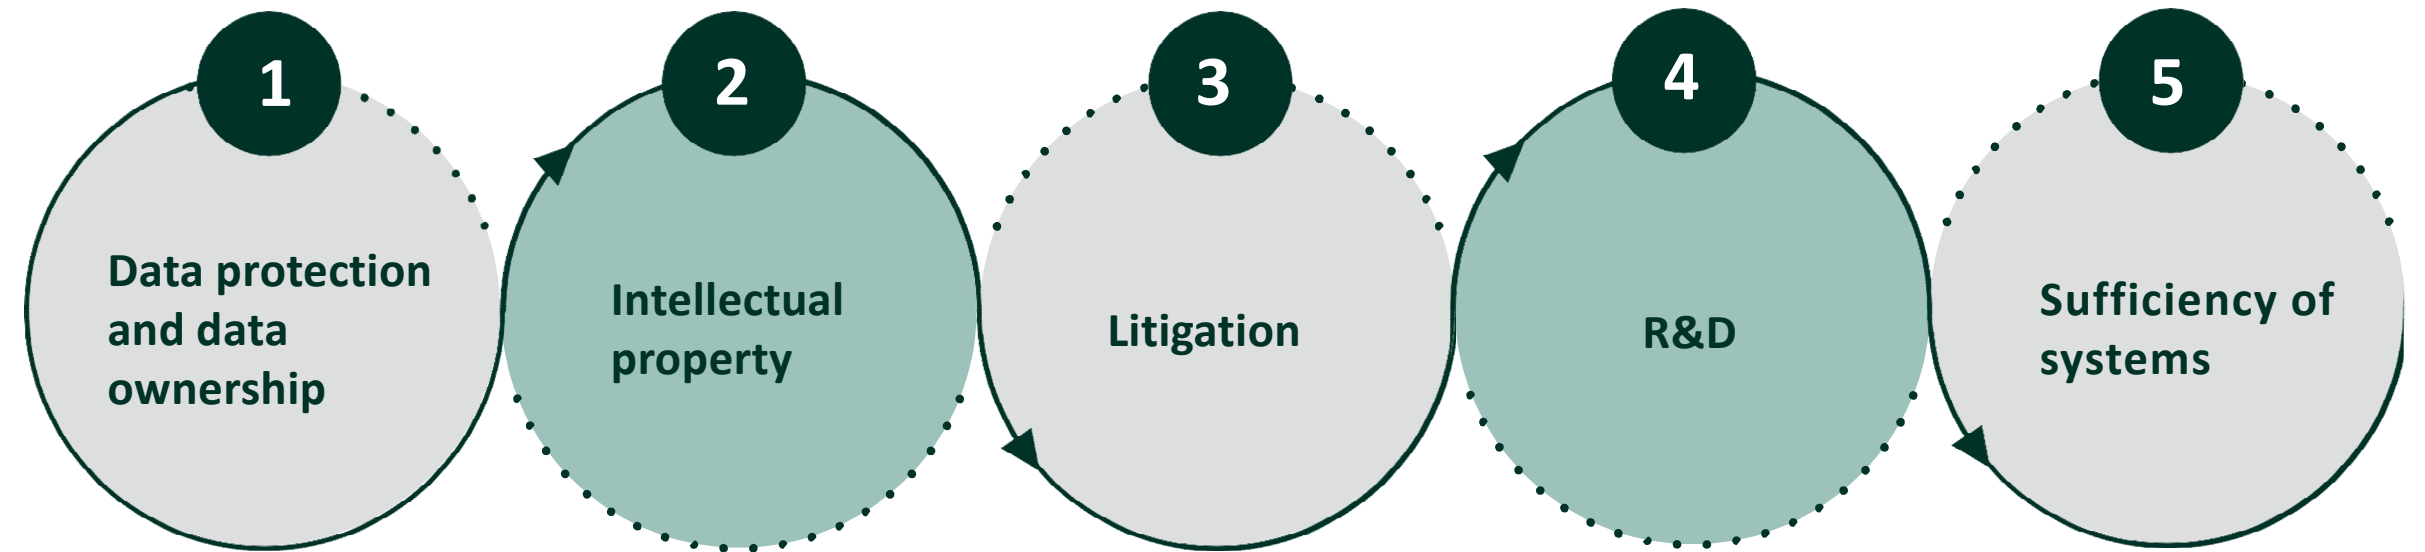 1
Data protection
and data
ownership
2
Intellectual
property
3
Litigation
4
R&D
5
Sufficiency of
systems